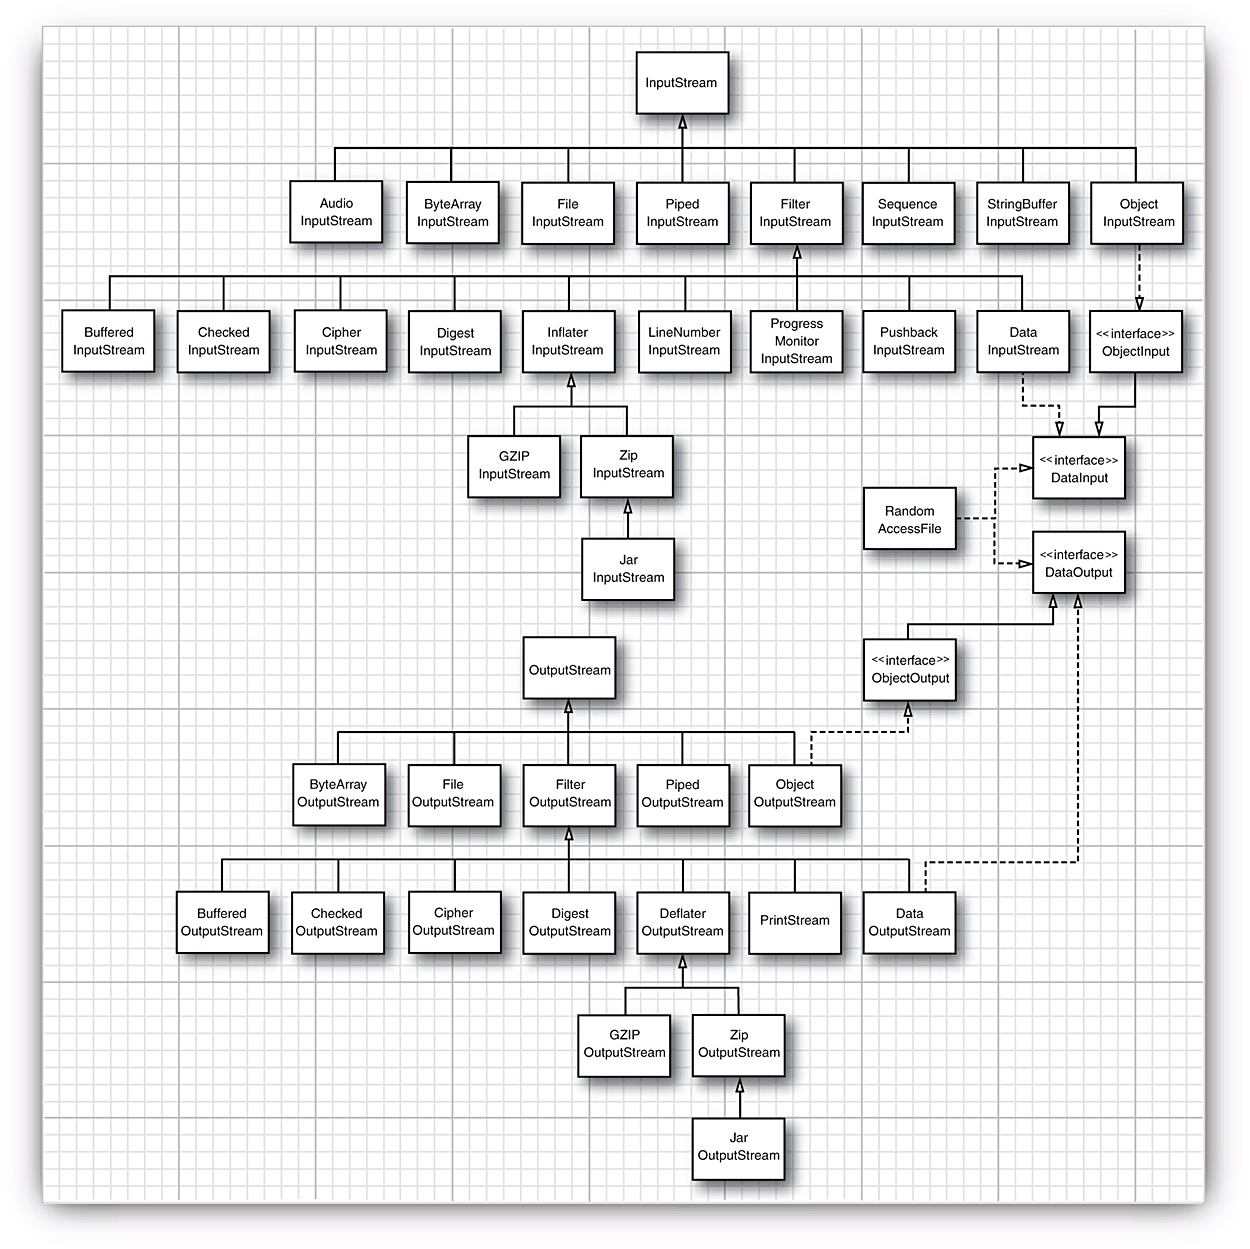 InputStream
Audio
InputStream
ByteArray
InputStream
File
InputStream
Piped
InputStream
Filter
InputStream
Sequence
InputStream
StringBuffer
InputStream
Object
InputStream
Buffered
InputStream
Checked
InputStream
Cipher
InputStream
Digest
InputStream
Inflater
InputStream
LineNumber
InputStream
Progress
Monitor
InputStream
Pushback
InputStream
Data
InputStream
<<interface>>
ObjectInput
GZIP
InputStream
Zip
InputStream
<<interface>>
DataInput
Random
AccessFile
Jar
InputStream
<<interface>>
DataOutput
OutputStream
<<interface>>
ObjectOutput
ByteArray
OutputStream
File
OutputStream
Filter
OutputStream
Piped
OutputStream
Object
OutputStream
Buffered
OutputStream
Checked
OutputStream
Cipher
OutputStream
Digest
OutputStream
Deflater
OutputStream
PrintStream
Data
OutputStream
GZIP
OutputStream
Zip
OutputStream
Jar
OutputStream